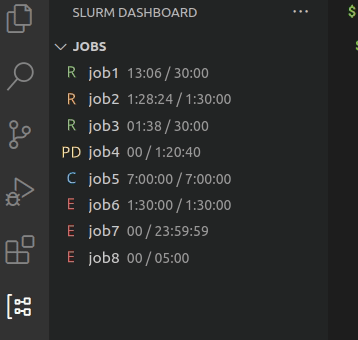 SLURM DASHBOARD ...
JOBS
R job1 13:06 / 30:00
R job2 1:28:24 / 1:30:00
R job3 01:38 / 30:00
PD job4 00 / 1:20:40
C job5 7:00:00 / 7:00:00
E job6 1:30:00 / 1:30:00
E job7 00 / 23:59:59
E job8 00 / 05:00
$